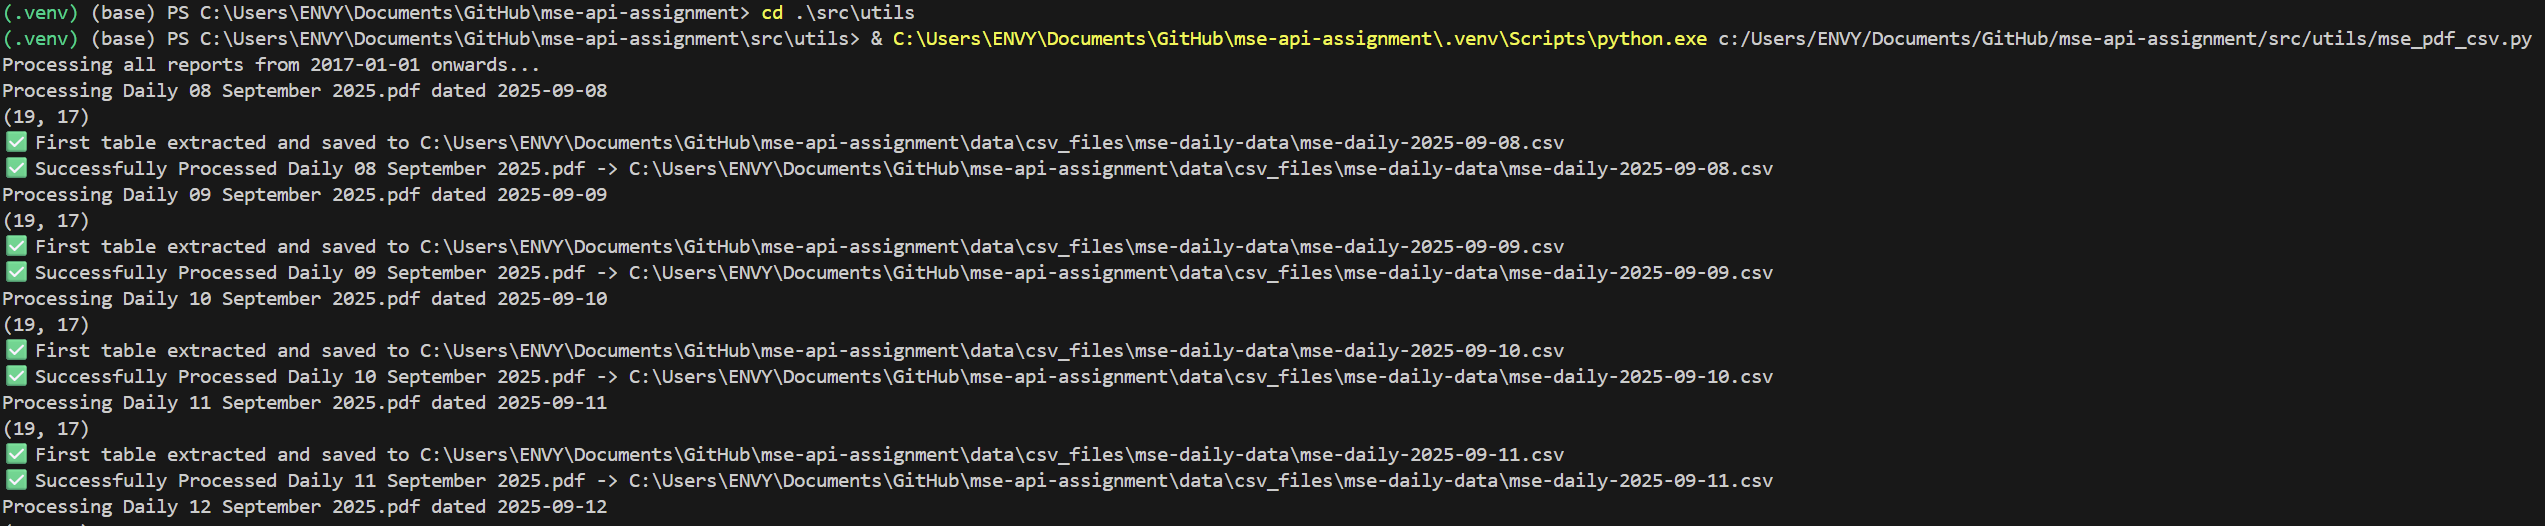 (.venv) (base) PS C:\Users\ENVY\Documents\GitHub\mse-api-assignment> cd .\src\utils
(.venv) (base) PS C:\Users\ENVY\Documents\GitHub\mse-api-assignment\src\utils> & C:\Users\ENVY\Documents\GitHub\mse-api-assignment\.venv\Scripts\python.exe c:/Users/ENVY/Documents/GitHub/mse-api-assignment/src/utils/mse_pdf_csv.py
Processing all reports from 2017-01-01 onwards...
Processing Daily 08 September 2025.pdf dated 2025-09-08
(19, 17)
✅ First table extracted and saved to C:\Users\ENVY\Documents\GitHub\mse-api-assignment\data\csv_files\mse-daily-data\mse-daily-2025-09-08.csv
✅ Successfully Processed Daily 08 September 2025.pdf -> C:\Users\ENVY\Documents\GitHub\mse-api-assignment\data\csv_files\mse-daily-data\mse-daily-2025-09-08.csv
Processing Daily 09 September 2025.pdf dated 2025-09-09
(19, 17)
✅ First table extracted and saved to C:\Users\ENVY\Documents\GitHub\mse-api-assignment\data\csv_files\mse-daily-data\mse-daily-2025-09-09.csv
✅ Successfully Processed Daily 09 September 2025.pdf -> C:\Users\ENVY\Documents\GitHub\mse-api-assignment\data\csv_files\mse-daily-data\mse-daily-2025-09-09.csv
Processing Daily 10 September 2025.pdf dated 2025-09-10
(19, 17)
✅ First table extracted and saved to C:\Users\ENVY\Documents\GitHub\mse-api-assignment\data\csv_files\mse-daily-data\mse-daily-2025-09-10.csv
✅ Successfully Processed Daily 10 September 2025.pdf -> C:\Users\ENVY\Documents\GitHub\mse-api-assignment\data\csv_files\mse-daily-data\mse-daily-2025-09-10.csv
Processing Daily 11 September 2025.pdf dated 2025-09-11
(19, 17)
✅ First table extracted and saved to C:\Users\ENVY\Documents\GitHub\mse-api-assignment\data\csv_files\mse-daily-data\mse-daily-2025-09-11.csv
✅ Successfully Processed Daily 11 September 2025.pdf -> C:\Users\ENVY\Documents\GitHub\mse-api-assignment\data\csv_files\mse-daily-data\mse-daily-2025-09-11.csv
Processing Daily 12 September 2025.pdf dated 2025-09-12